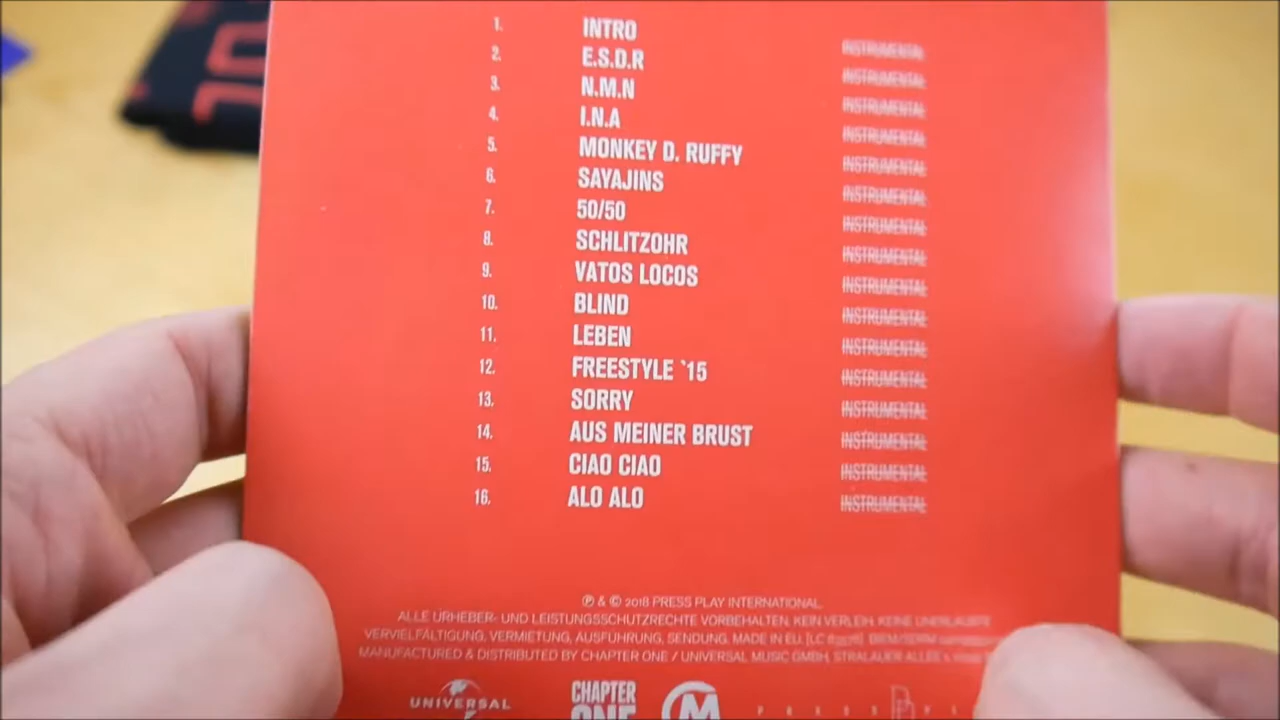 1. INTRO
2. E.S.D.R INSTRUMENTAL
3. N.M.N INSTRUMENTAL
4. I.N.A INSTRUMENTAL
5. MONKEY D. RUFFY INSTRUMENTAL
6. SAYAJINS INSTRUMENTAL
7. 50/50 INSTRUMENTAL
8. SCHLITZOHR INSTRUMENTAL
9. VATOS LOCOS INSTRUMENTAL
10. BLIND INSTRUMENTAL
11. LEBEN INSTRUMENTAL
12. FREESTYLE `15 INSTRUMENTAL
13. SORRY INSTRUMENTAL
14. AUS MEINER BRUST INSTRUMENTAL
15. CIAO CIAO INSTRUMENTAL
16. ALO ALO INSTRUMENTAL
INSTRUMENTAL
℗ & © 2018 PRESS PLAY INTERNATIONAL.
ALLE URHEBER- UND LEISTUNGSSCHUTZRECHTE VORBEHALTEN. KEIN VERLEIH. KEINE UNERLAUBTE
VERVIELFÄLTIGUNG, VERMIETUNG, AUFFÜHRUNG, SENDUNG. MADE IN EU. [LC
MANUFACTURED & DISTRIBUTED BY CHAPTER ONE / UNIVERSAL MUSIC GMBH, STRALAUER ALLEE
UNIVERSAL CHAPTER ONE M